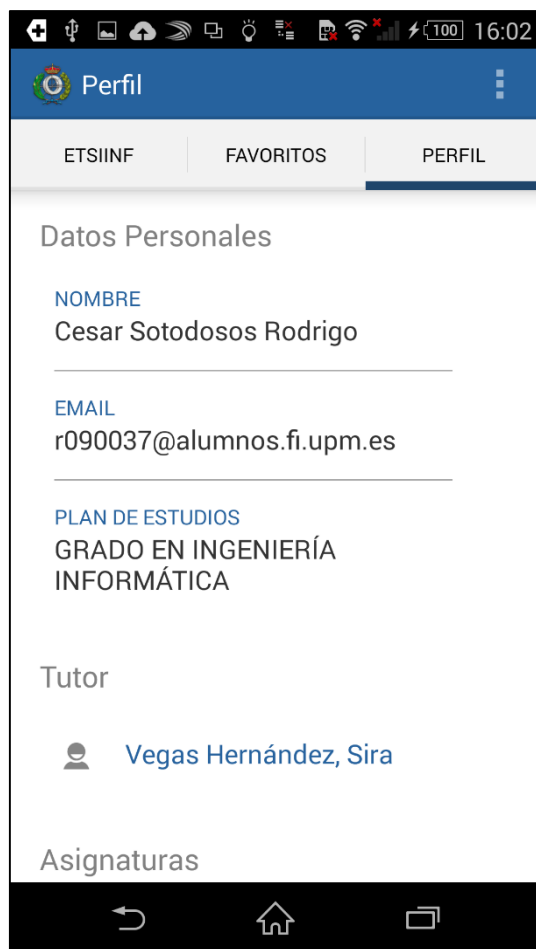 100 16:02
Perfil
ETSIINF FAVORITOS PERFIL
Datos Personales
NOMBRE
Cesar Sotodosos Rodrigo
EMAIL
r090037@alumnos.fi.upm.es
PLAN DE ESTUDIOS
GRADO EN INGENIERÍA
INFORMÁTICA
Tutor
Vegas Hernández, Sira
Asignaturas